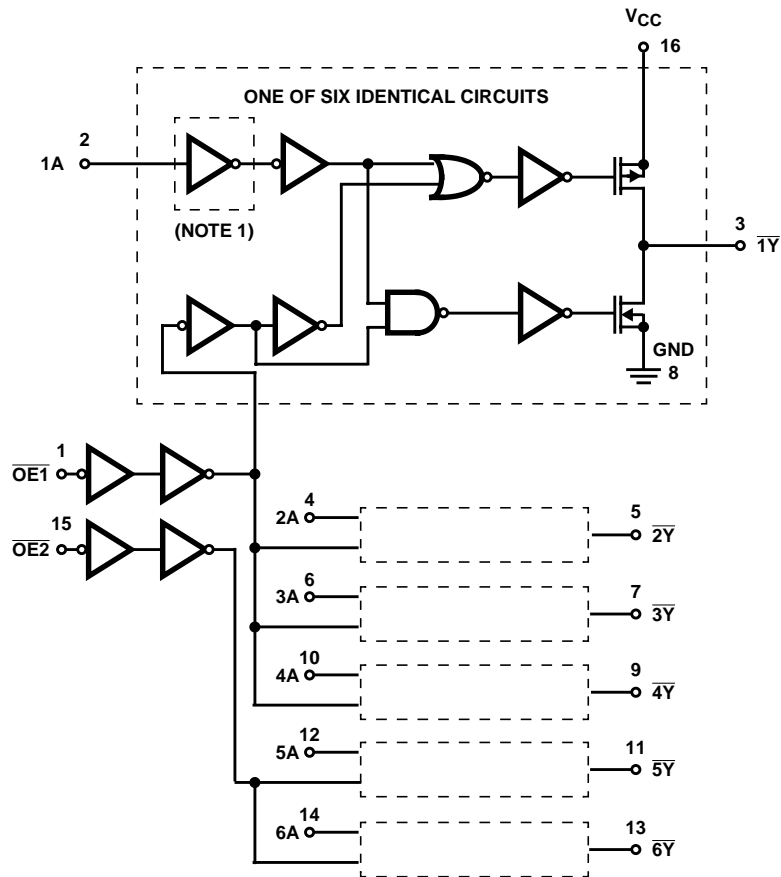 VCC
16
ONE OF SIX IDENTICAL CIRCUITS
2
1A
(NOTE 1)
3
1Y
GND
8
1
OE1
15
OE2
4
2A
5
2Y
6
3A
7
3Y
10
4A
9
4Y
12
5A
11
5Y
14
6A
13
6Y